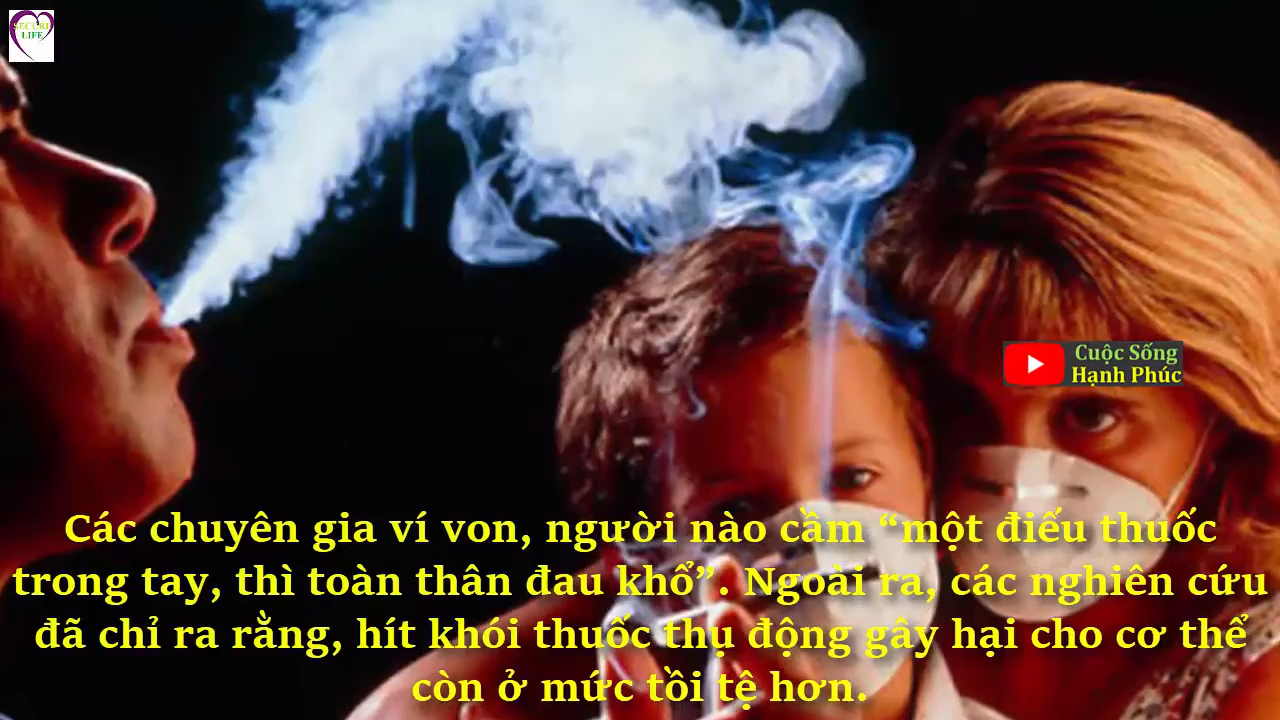 SECURE
LIFE
Cuộc Sống
Hạnh Phúc
Các chuyên gia ví von, người nào cầm “một điếu thuốc
trong tay, thì toàn thân đau khổ”. Ngoài ra, các nghiên cứu
đã chỉ ra rằng, hít khói thuốc thụ động gây hại cho cơ thể
còn ở mức tồi tệ hơn.